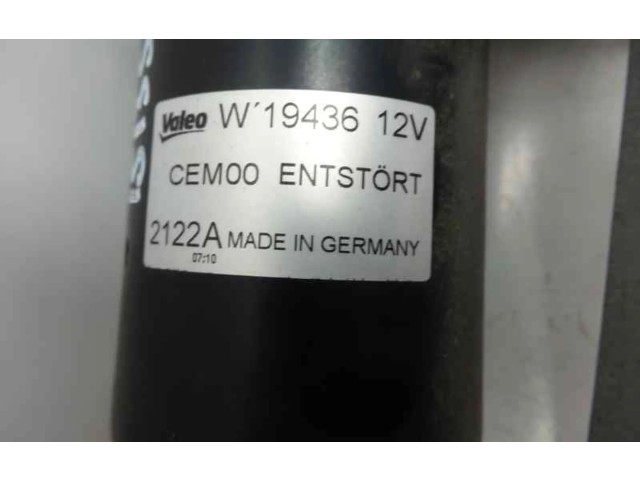 Valeo W´19436 12V
CEM00 ENTSTÖRT
2122A MADE IN GERMANY
07:10